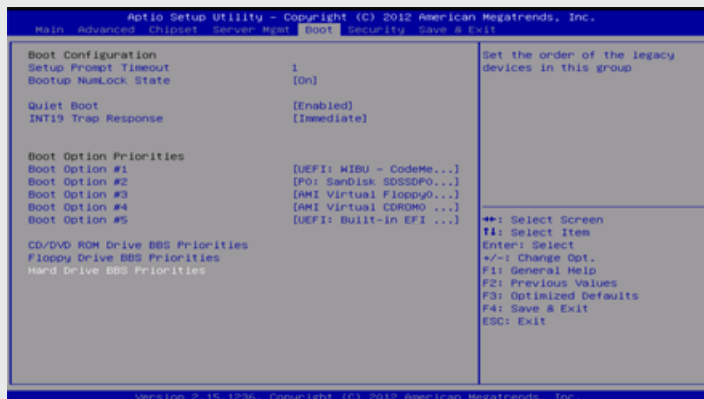 Aptio Setup Utility - Copyright (C) 2012 American Megatrends, Inc.
Main Advanced Chipset Server Mgmt Boot Security Save & Exit
Boot Configuration
Setup Prompt Timeout 1
Bootup NumLock State [On]
Quiet Boot [Enabled]
INT19 Trap Response [Immediate]
Boot Option Priorities
Boot Option #1 [UEFI: WIBU - CodeMe...]
Boot Option #2 [P0: SanDisk SDSSDP0...]
Boot Option #3 [AMI Virtual Floppy0...]
Boot Option #4 [AMI Virtual CDROM0 ...]
Boot Option #5 [UEFI: Built-in EFI ...]
CD/DVD ROM Drive BBS Priorities
Floppy Drive BBS Priorities
Hard Drive BBS Priorities
Set the order of the legacy
devices in this group
→←: Select Screen
↑↓: Select Item
Enter: Select
+/-: Change Opt.
F1: General Help
F2: Previous Values
F3: Optimized Defaults
F4: Save & Exit
ESC: Exit
Version 2.15.1236. Copyright (C) 2012 American Megatrends, Inc.